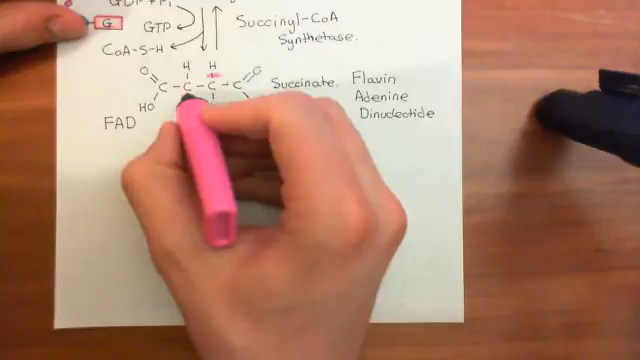 GDP + Pi
G
GTP
Succinyl-CoA
Synthetase.
CoA-S-H
H H
O C - C - C - C O
HO
Succinate. Flavin
Adenine
Dinucleotide
FAD